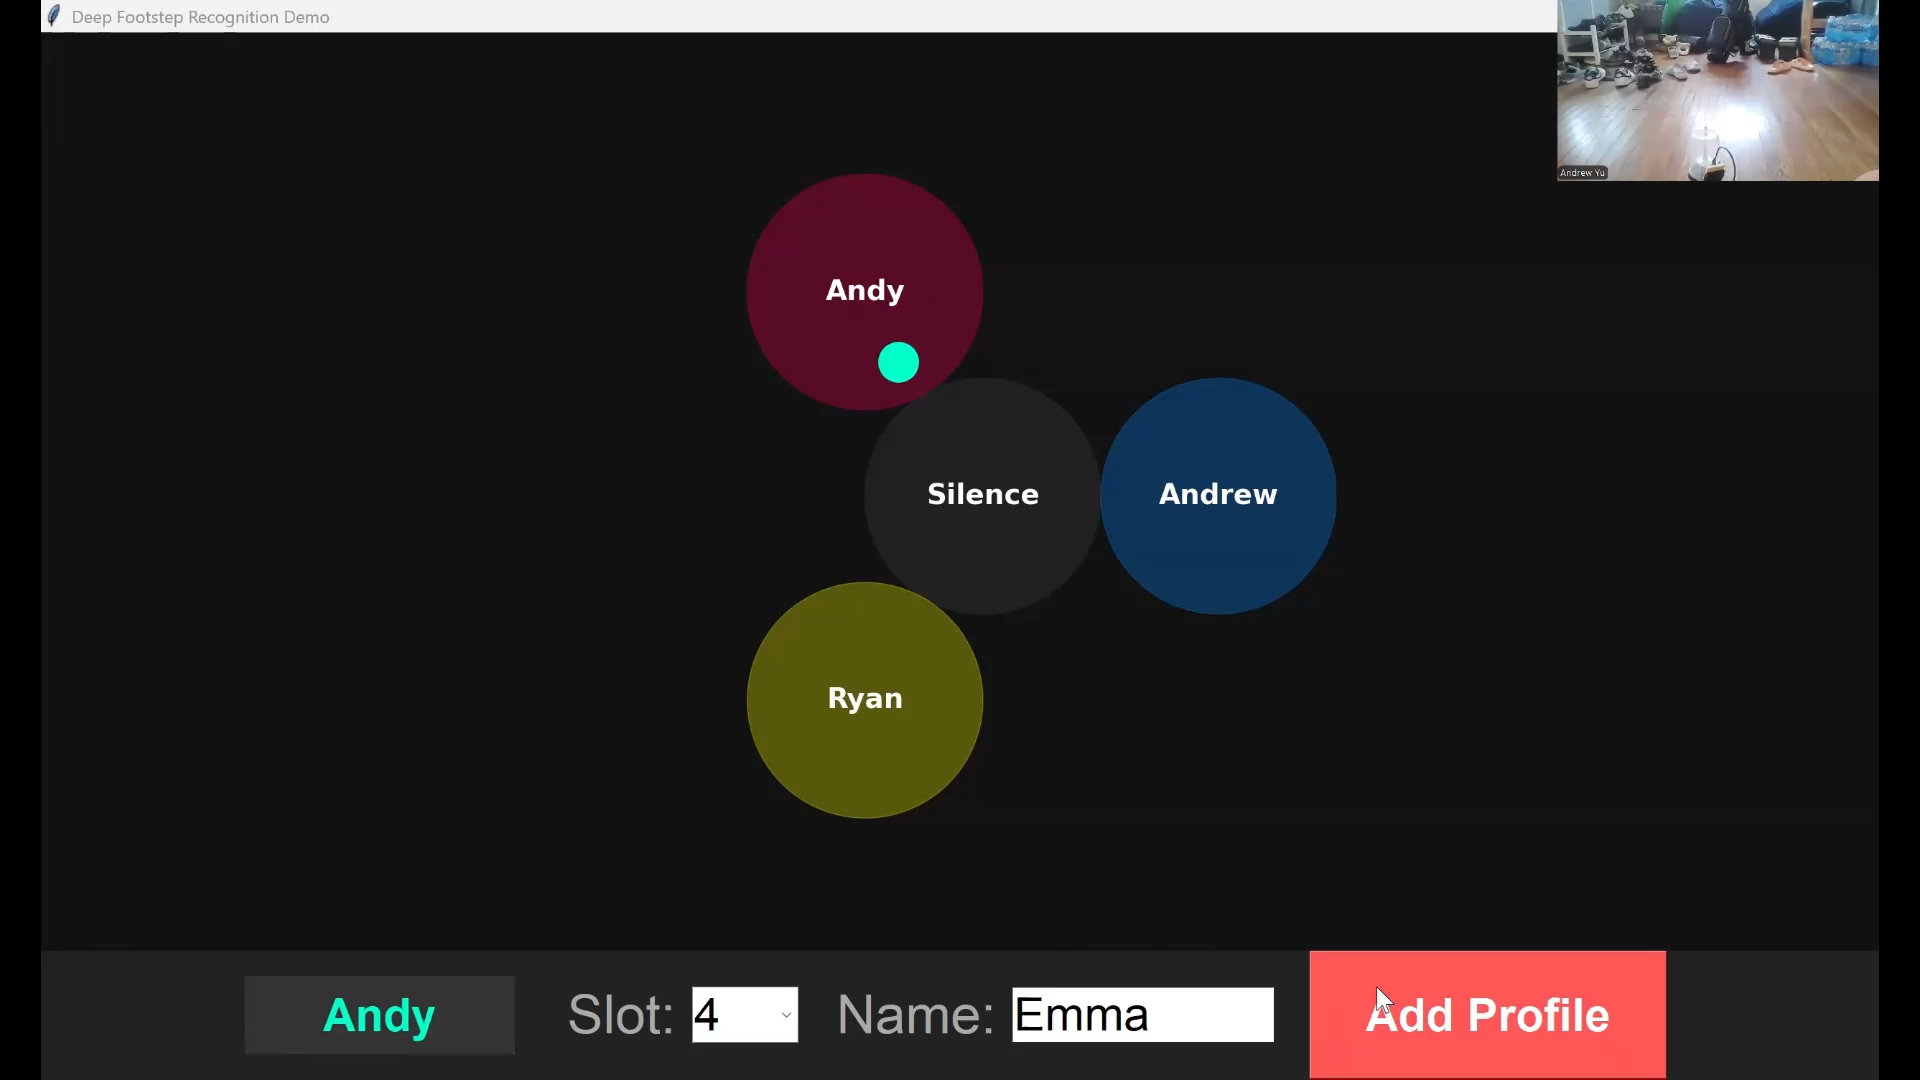 Deep Footstep Recognition Demo
Andrew Yu
Andy
Silence
Andrew
Ryan
Andy
Slot: 4
Name: Emma
Add Profile